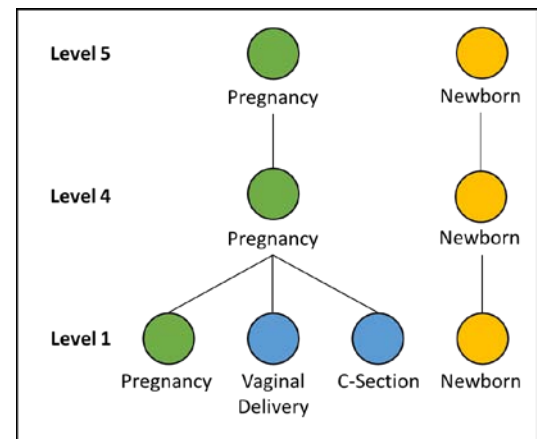 Level 5
Pregnancy Newborn
Level 4
Pregnancy Newborn
Level 1
Pregnancy Vaginal C-Section Newborn
Delivery